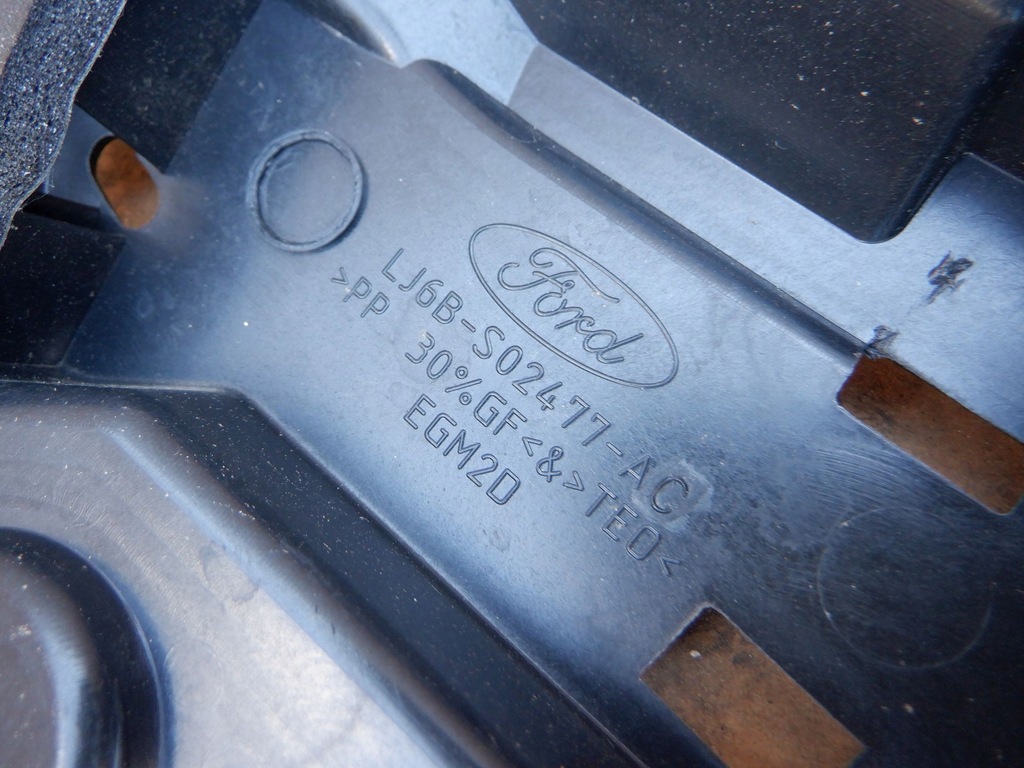 Ford
LJ6B-S02477-AC
>PP 30%GF<&>TEO<
EGM2D